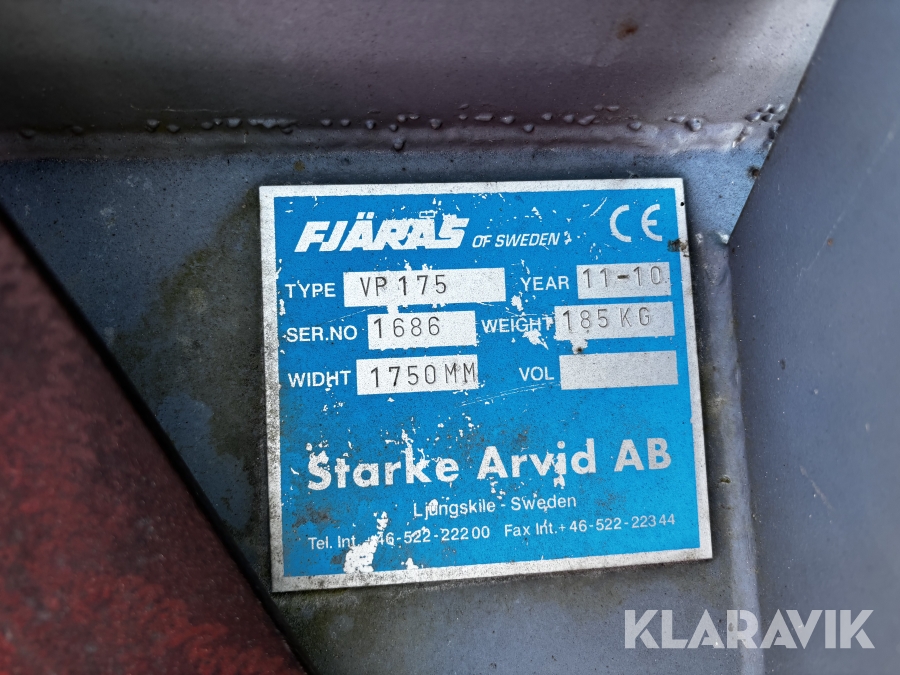 FJÄRÅS OF SWEDEN CE
TYPE VP 175 YEAR 11-10
SER.NO 1686 WEIGHT 185 KG
WIDHT 1750 MM VOL
Starke Arvid AB
Ljungskile - Sweden
Tel. Int. +46-522-222 00 Fax Int.+46-522-223 44
KLARAVIK